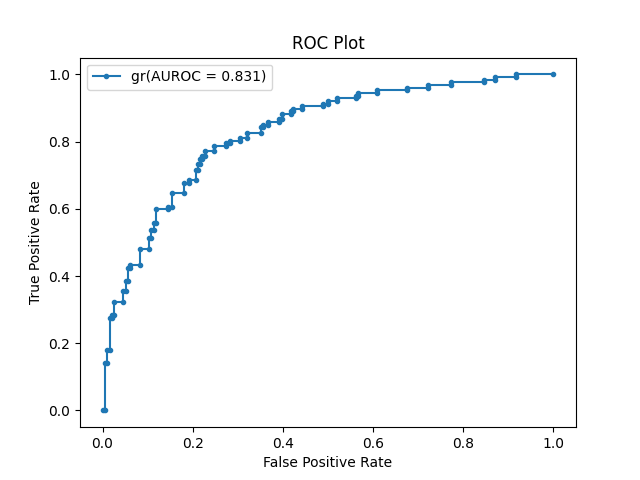 ROC Plot
gr(AUROC = 0.831)
1.0
0.8
0.6
0.4
0.2
0.0
True Positive Rate
0.0 0.2 0.4 0.6 0.8 1.0
False Positive Rate